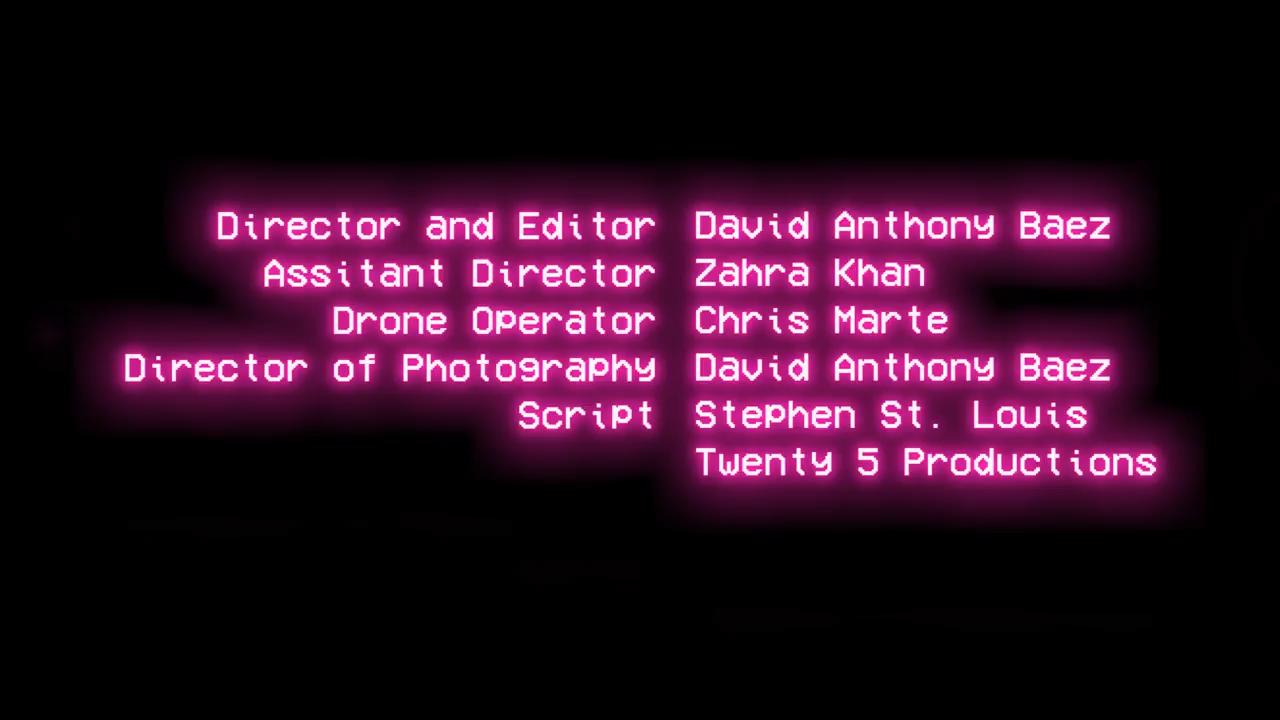 Director and Editor David Anthony Baez
Assitant Director Zahra Khan
Drone Operator Chris Marte
Director of Photography David Anthony Baez
Script Stephen St. Louis
Twenty 5 Productions